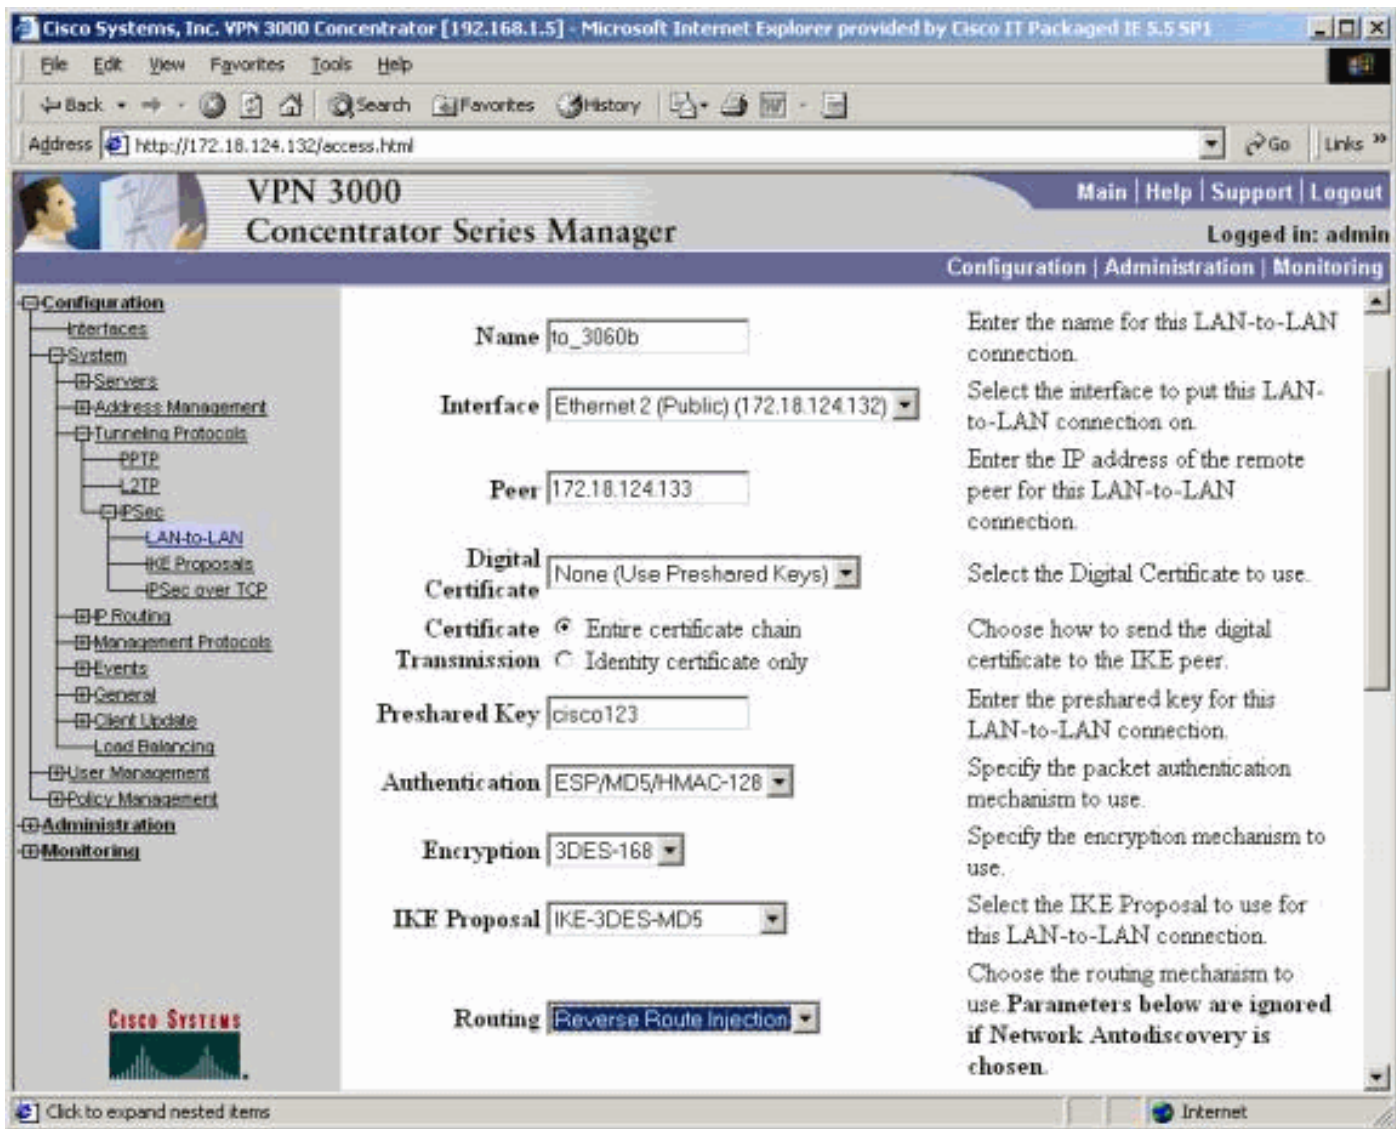 Cisco Systems, Inc. VPN 3000 Concentrator [192.168.1.5] - Microsoft Internet Explorer provided by Cisco IT Packaged IE 5.5 SP1
File Edit View Favorites Tools Help
Back Search Favorites History
Address http://172.18.124.132/access.html Go Links »
VPN 3000
Concentrator Series Manager
Main | Help | Support | Logout
Logged in: admin
Configuration | Administration | Monitoring
Configuration
Interfaces
System
Servers
Address Management
Tunneling Protocols
PPTP
L2TP
IPSec
LAN-to-LAN
IKE Proposals
IPSec over TCP
IP Routing
Management Protocols
Events
General
Client Update
Load Balancing
User Management
Policy Management
Administration
Monitoring
CISCO SYSTEMS
Name to_3060b
Enter the name for this LAN-to-LAN
connection.
Interface Ethernet 2 (Public) (172.18.124.132)
Select the interface to put this LAN-
to-LAN connection on.
Peer 172.18.124.133
Enter the IP address of the remote
peer for this LAN-to-LAN
connection.
Digital
Certificate
None (Use Preshared Keys)
Select the Digital Certificate to use.
Certificate
Transmission
Entire certificate chain
Identity certificate only
Choose how to send the digital
certificate to the IKE peer.
Preshared Key cisco123
Enter the preshared key for this
LAN-to-LAN connection.
Authentication ESP/MD5/HMAC-128
Specify the packet authentication
mechanism to use.
Encryption 3DES-168
Specify the encryption mechanism to
use.
IKE Proposal IKE-3DES-MD5
Select the IKE Proposal to use for
this LAN-to-LAN connection.
Routing Reverse Route Injection
Choose the routing mechanism to
use. Parameters below are ignored
if Network Autodiscovery is
chosen.
Click to expand nested items
Internet